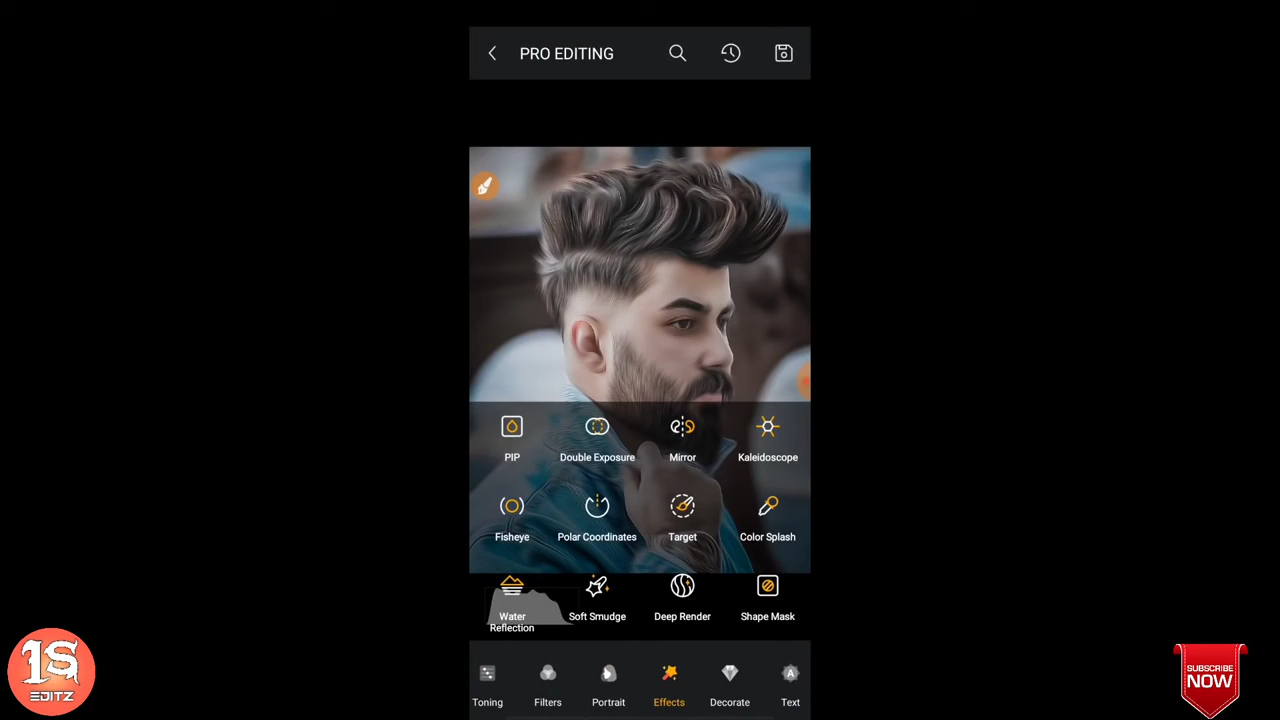 PRO EDITING
PIP
Double Exposure
Mirror
Kaleidoscope
Fisheye
Polar Coordinates
Target
Color Splash
Water
Reflection
Soft Smudge
Deep Render
Shape Mask
Toning
Filters
Portrait
Effects
Decorate
A
Text
1S
EDITZ
SUBSCRIBE
NOW